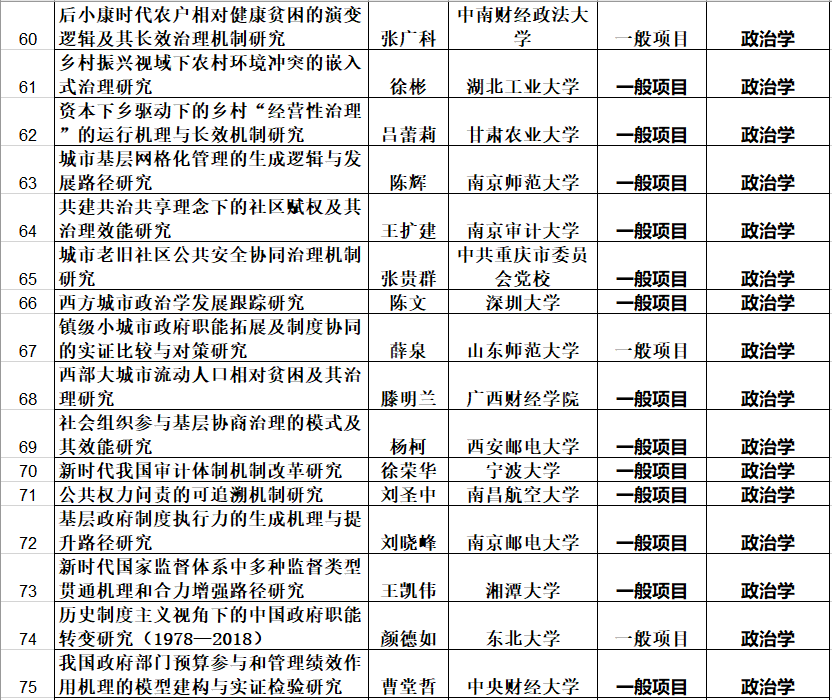 后小康时代农户相对健康贫困的演变
逻辑及其长效治理机制研究
60
张广科
中南财经政法大
学
一般项目
政治学
乡村振兴视域下农村环境冲突的嵌入
式治理研究
61
徐彬
湖北工业大学
一般项目
政治学
资本下乡驱动下的乡村“经营性治理
”的运行机理与长效机制研究
62
吕蕾莉
甘肃农业大学
一般项目
政治学
城市基层网格化管理的生成逻辑与发
展路径研究
63
陈辉
南京师范大学
一般项目
政治学
共建共治共享理念下的社区赋权及其
治理效能研究
64
王扩建
南京审计大学
一般项目
政治学
城市老旧社区公共安全协同治理机制
研究
65
张贵群
中共重庆市委员
会党校
一般项目
政治学
66
西方城市政治学发展跟踪研究
陈文
深圳大学
一般项目
政治学
镇级小城市政府职能拓展及制度协同
的实证比较与对策研究
67
薛泉
山东师范大学
一般项目
政治学
西部大城市流动人口相对贫困及其治
理研究
68
滕明兰
广西财经学院
一般项目
政治学
社会组织参与基层协商治理的模式及
其效能研究
69
杨柯
西安邮电大学
一般项目
政治学
70
新时代我国审计体制机制改革研究
徐荣华
宁波大学
一般项目
政治学
71
公共权力问责的可追溯机制研究
刘圣中
南昌航空大学
一般项目
政治学
基层政府制度执行力的生成机理与提
升路径研究
72
刘晓峰
南京邮电大学
一般项目
政治学
新时代国家监督体系中多种监督类型
贯通机理和合力增强路径研究
73
王凯伟
湘潭大学
一般项目
政治学
历史制度主义视角下的中国政府职能
转变研究（1978—2018）
74
颜德如
东北大学
一般项目
政治学
我国政府部门预算参与和管理绩效作
用机理的模型建构与实证检验研究
75
曹堂哲
中央财经大学
一般项目
政治学